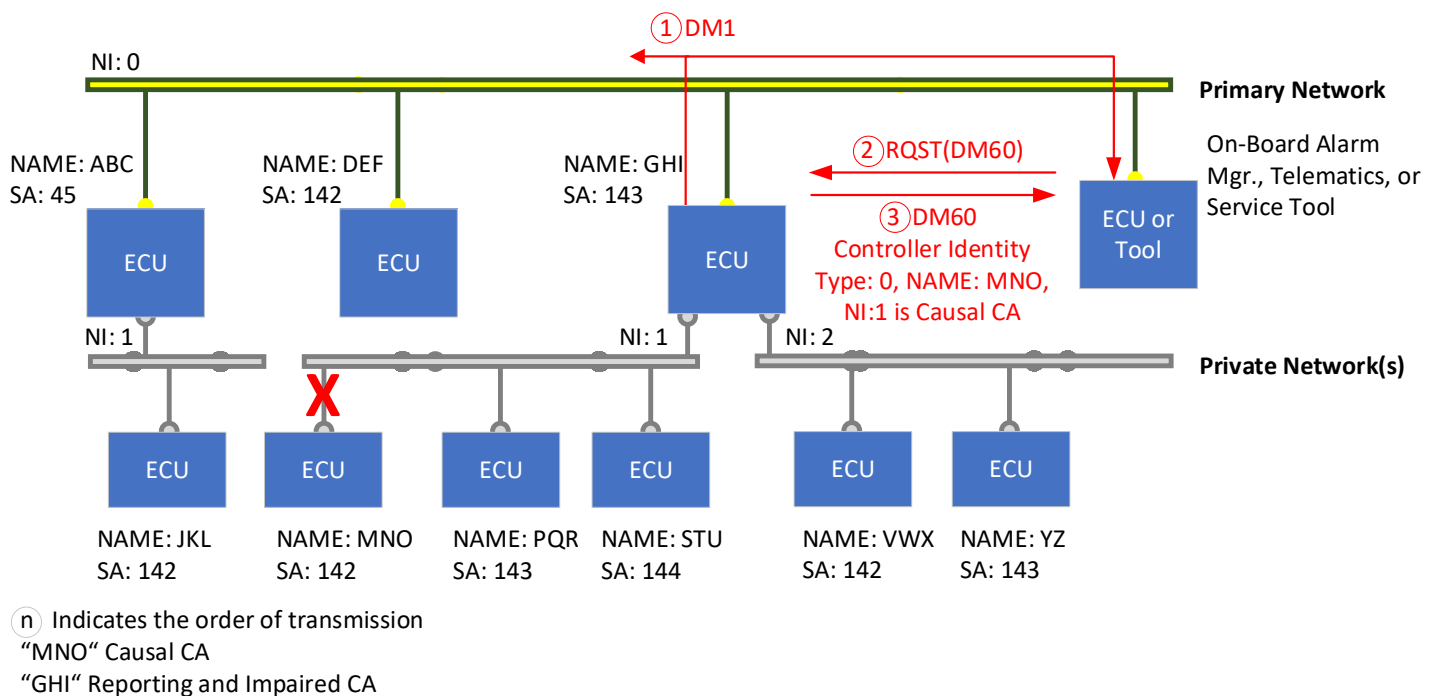 ① DM1
NI: 0
Primary Network
NAME: ABC
SA: 45
NAME: DEF
SA: 142
NAME: GHI
SA: 143
② RQST(DM60)
③ DM60
Controller Identity
Type: 0, NAME: MNO,
NI:1 is Causal CA
On-Board Alarm
Mgr., Telematics, or
Service Tool
ECU
ECU
ECU
ECU or
Tool
NI: 1
NI: 1
NI: 2
Private Network(s)
X
ECU
ECU
ECU
ECU
ECU
ECU
NAME: JKL
SA: 142
NAME: MNO
SA: 142
NAME: PQR
SA: 143
NAME: STU
SA: 144
NAME: VWX
SA: 142
NAME: YZ
SA: 143
ⓝ Indicates the order of transmission
“MNO“ Causal CA
“GHI“ Reporting and Impaired CA